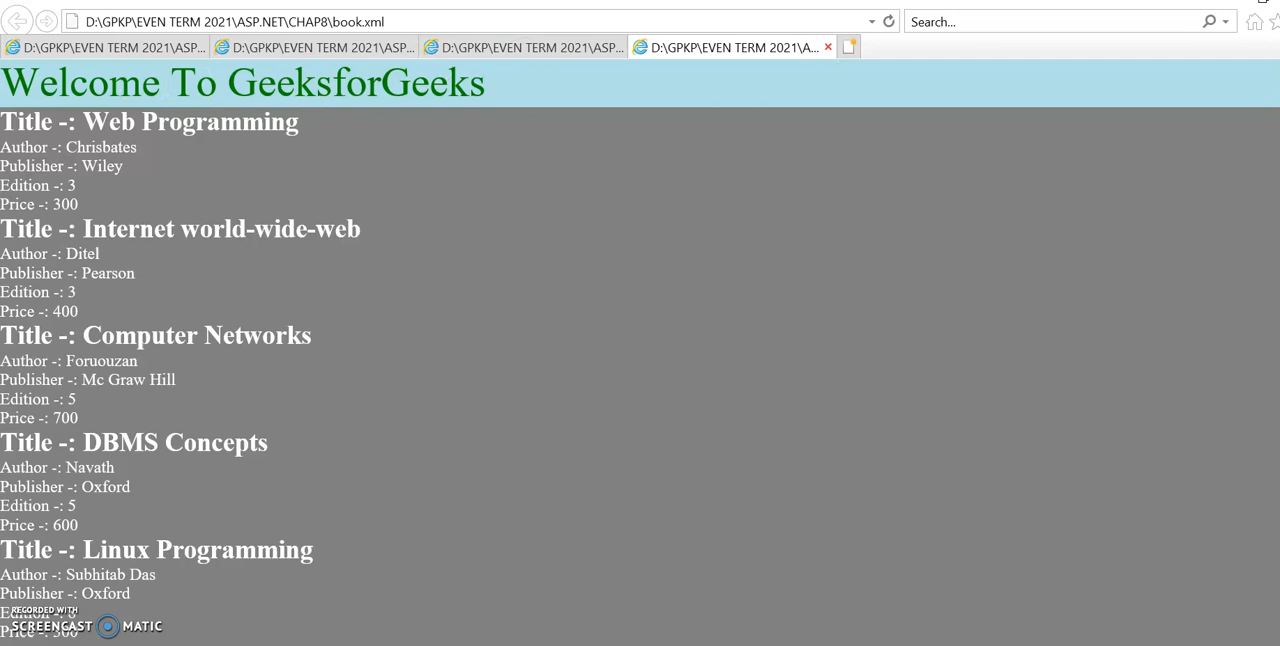 D:\GPKP\EVEN TERM 2021\ASP.NET\CHAP8\book.xml
Search...
D:\GPKP\EVEN TERM 2021\ASP...
D:\GPKP\EVEN TERM 2021\ASP...
D:\GPKP\EVEN TERM 2021\ASP...
D:\GPKP\EVEN TERM 2021\A...
Welcome To GeeksforGeeks
Title -: Web Programming
Author -: Chrisbates
Publisher -: Wiley
Edition -: 3
Price -: 300
Title -: Internet world-wide-web
Author -: Ditel
Publisher -: Pearson
Edition -: 3
Price -: 400
Title -: Computer Networks
Author -: Foruouzan
Publisher -: Mc Graw Hill
Edition -: 5
Price -: 700
Title -: DBMS Concepts
Author -: Navath
Publisher -: Oxford
Edition -: 5
Price -: 600
Title -: Linux Programming
Author -: Subhitab Das
Publisher -: Oxford
Edition -:
Price -: 300
RECORDED WITH
SCREENCAST MATIC